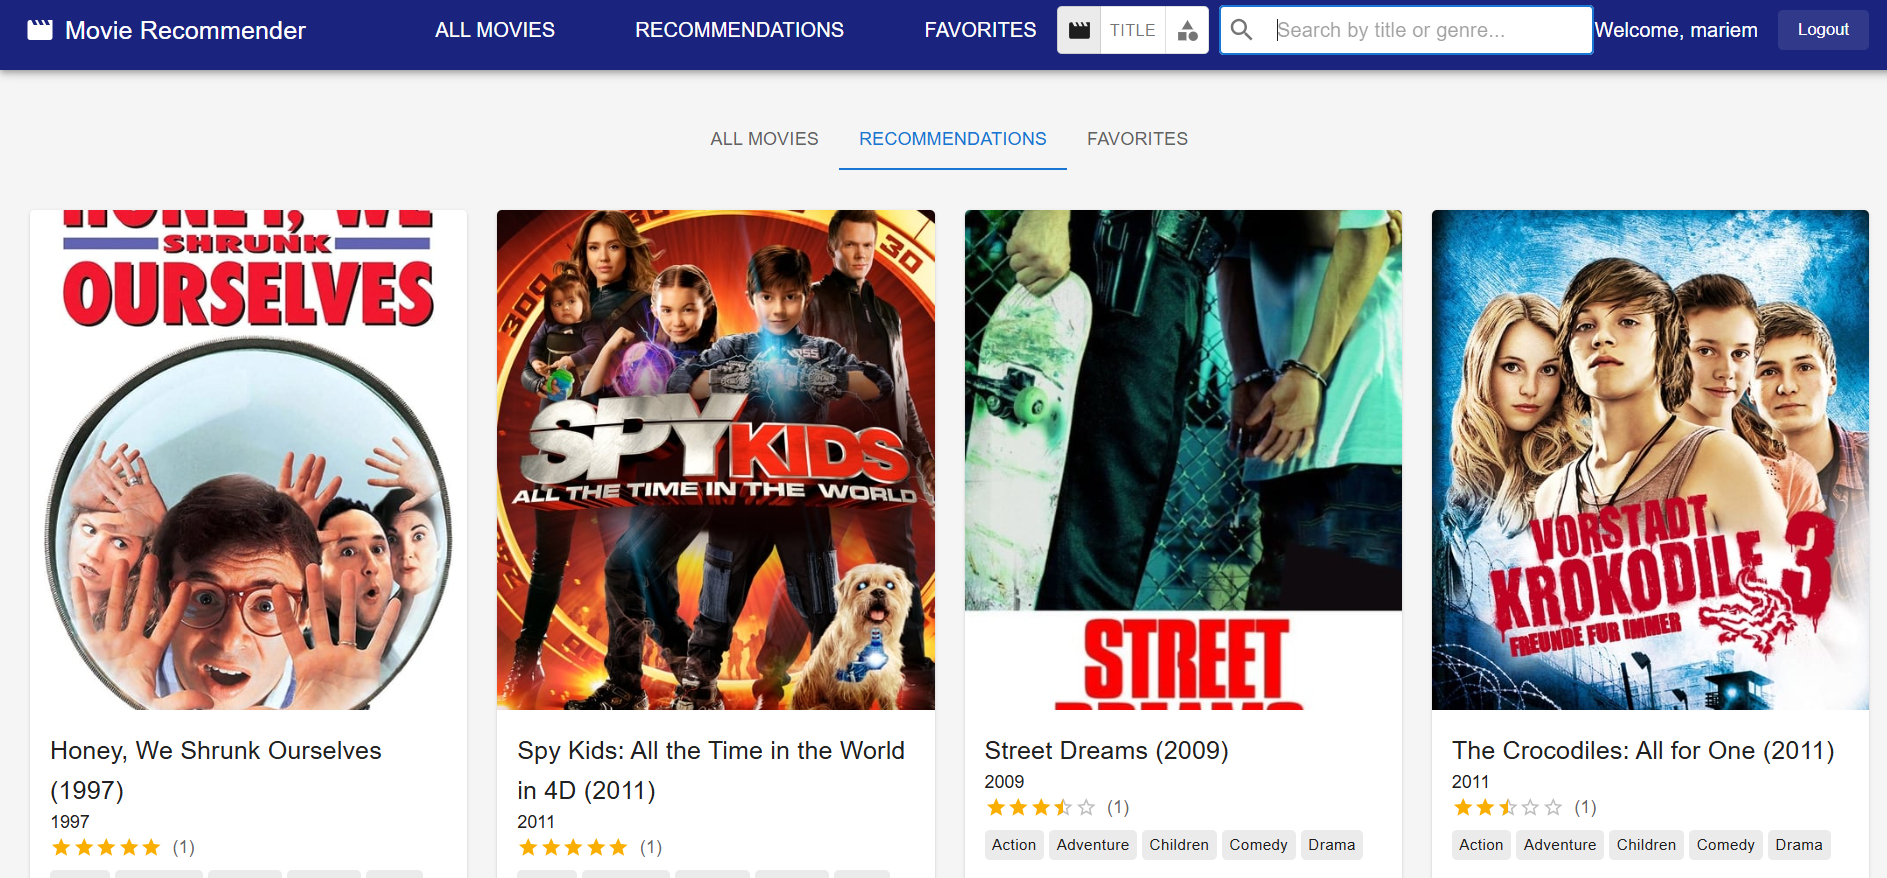 Movie Recommender
ALL MOVIES
RECOMMENDATIONS
FAVORITES
TITLE
Search by title or genre...
Welcome, mariem
Logout
ALL MOVIES
RECOMMENDATIONS
FAVORITES
HONEY, WE
SHRUNK
OURSELVES
SPY KIDS
ALL THE TIME IN THE WORLD
STREET
DREAMS
VORSTADT
KROKODILE 3
FREUNDE FÜR IMMER
Honey, We Shrunk Ourselves
(1997)
1997
(1)
Spy Kids: All the Time in the World
in 4D (2011)
2011
(1)
Street Dreams (2009)
2009
(1)
Action Adventure Children Comedy Drama
The Crocodiles: All for One (2011)
2011
(1)
Action Adventure Children Comedy Drama